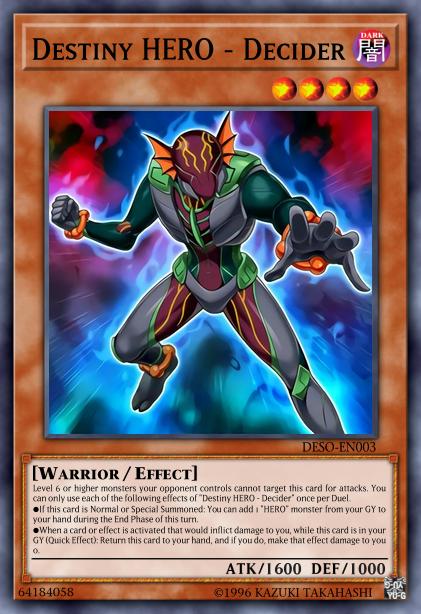 DESTINY HERO - DECIDER
DARK
闇
DESO-EN003
[WARRIOR / EFFECT]
Level 6 or higher monsters your opponent controls cannot target this card for attacks. You
can only use each of the following effects of "Destiny HERO - Decider" once per Duel.
●If this card is Normal or Special Summoned: You can add 1 "HERO" monster from your GY to
your hand during the End Phase of this turn.
●When a card or effect is activated that would inflict damage to you, while this card is in your
GY (Quick Effect): Return this card to your hand, and if you do, make that effect damage to you
0.
ATK/1600 DEF/1000
64184058
©1996 KAZUKI TAKAHASHI